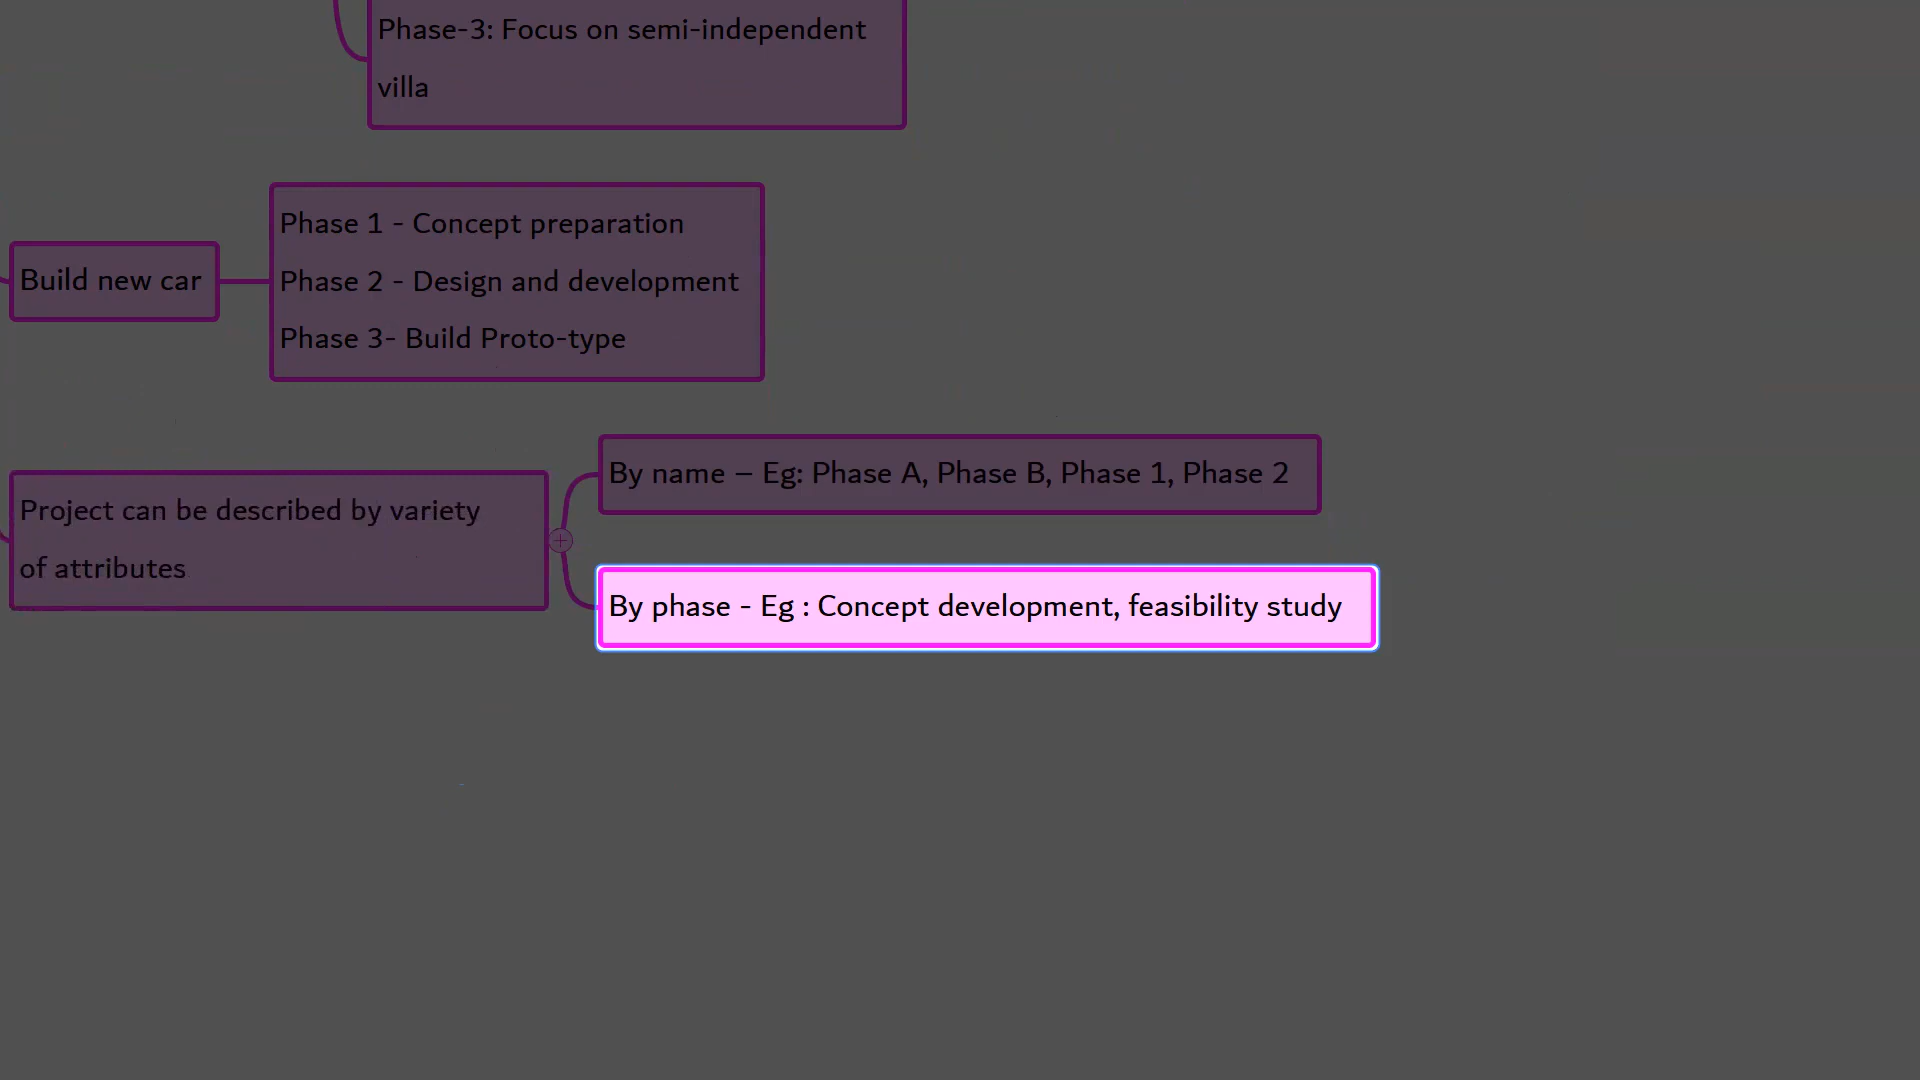 Phase-3: Focus on semi-independent
villa
Build new car
Phase 1 - Concept preparation
Phase 2 - Design and development
Phase 3- Build Proto-type
Project can be described by variety
of attributes
By name – Eg: Phase A, Phase B, Phase 1, Phase 2
By phase - Eg : Concept development, feasibility study